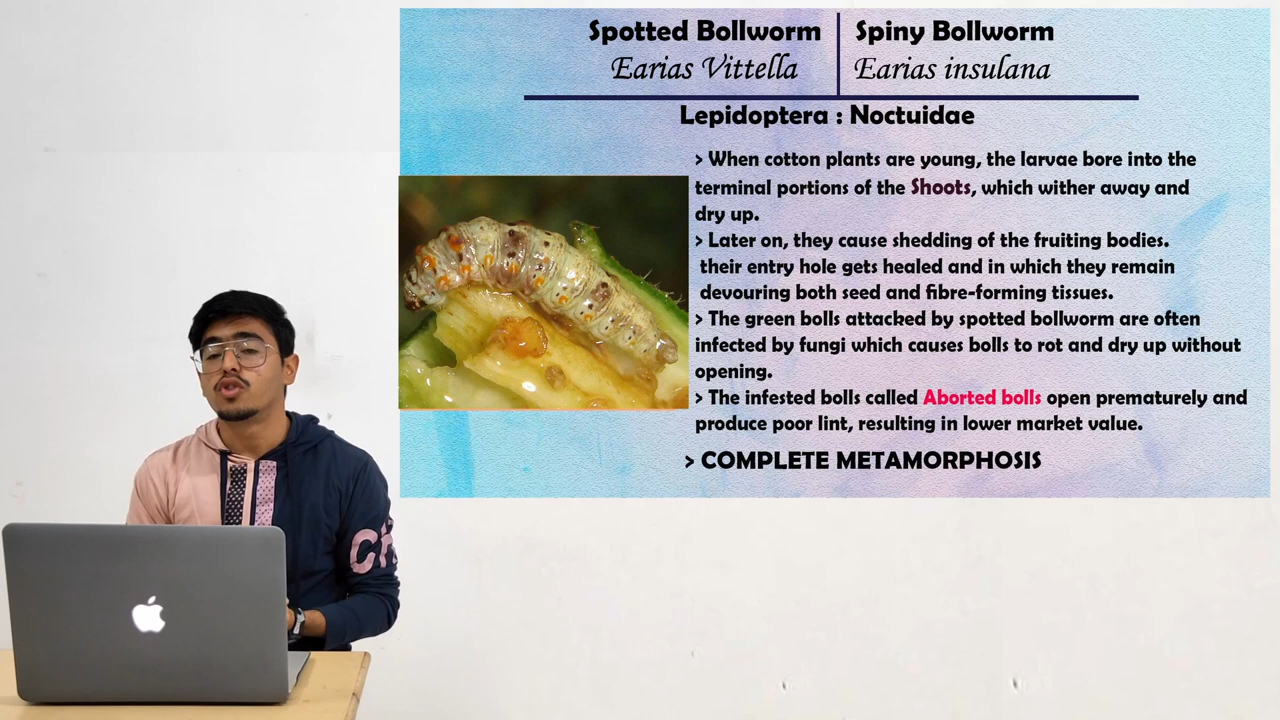 Spotted Bollworm
Earias Vittella
Spiny Bollworm
Earias insulana
Lepidoptera : Noctuidae
> When cotton plants are young, the larvae bore into the
terminal portions of the Shoots, which wither away and
dry up.
> Later on, they cause shedding of the fruiting bodies.
their entry hole gets healed and in which they remain
devouring both seed and fibre-forming tissues.
> The green bolls attacked by spotted bollworm are often
infected by fungi which causes bolls to rot and dry up without
opening.
> The infested bolls called Aborted bolls open prematurely and
produce poor lint, resulting in lower market value.
> COMPLETE METAMORPHOSIS